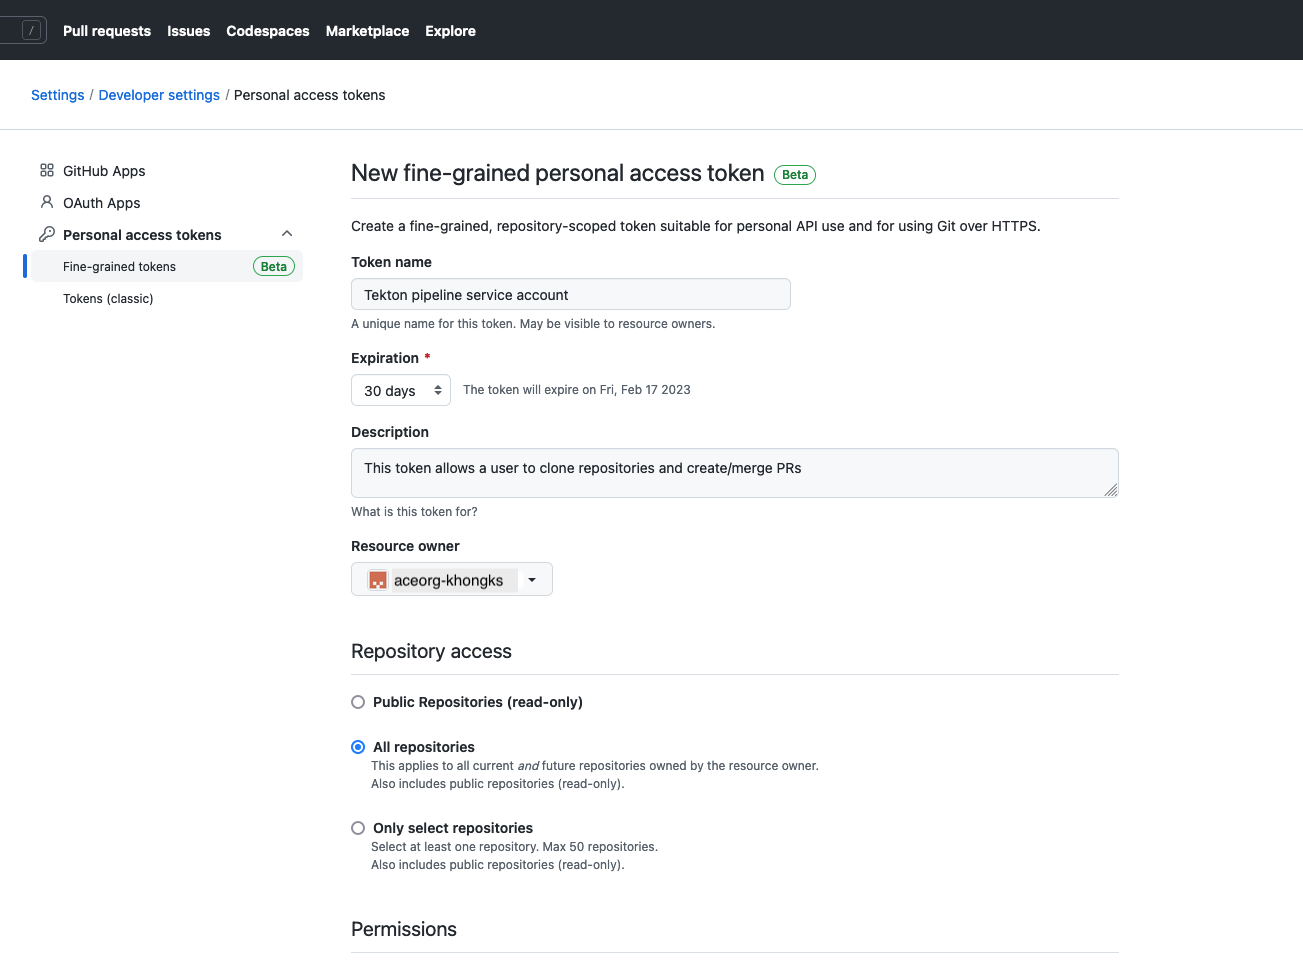 /
Pull requests Issues Codespaces Marketplace Explore
Settings / Developer settings / Personal access tokens
GitHub Apps
OAuth Apps
Personal access tokens
Fine-grained tokens Beta
Tokens (classic)
New fine-grained personal access token Beta
Create a fine-grained, repository-scoped token suitable for personal API use and for using Git over HTTPS.
Token name
Tekton pipeline service account
A unique name for this token. May be visible to resource owners.
Expiration *
30 days The token will expire on Fri, Feb 17 2023
Description
This token allows a user to clone repositories and create/merge PRs
What is this token for?
Resource owner
aceorg-khongks
Repository access
Public Repositories (read-only)
All repositories
This applies to all current and future repositories owned by the resource owner.
Also includes public repositories (read-only).
Only select repositories
Select at least one repository. Max 50 repositories.
Also includes public repositories (read-only).
Permissions